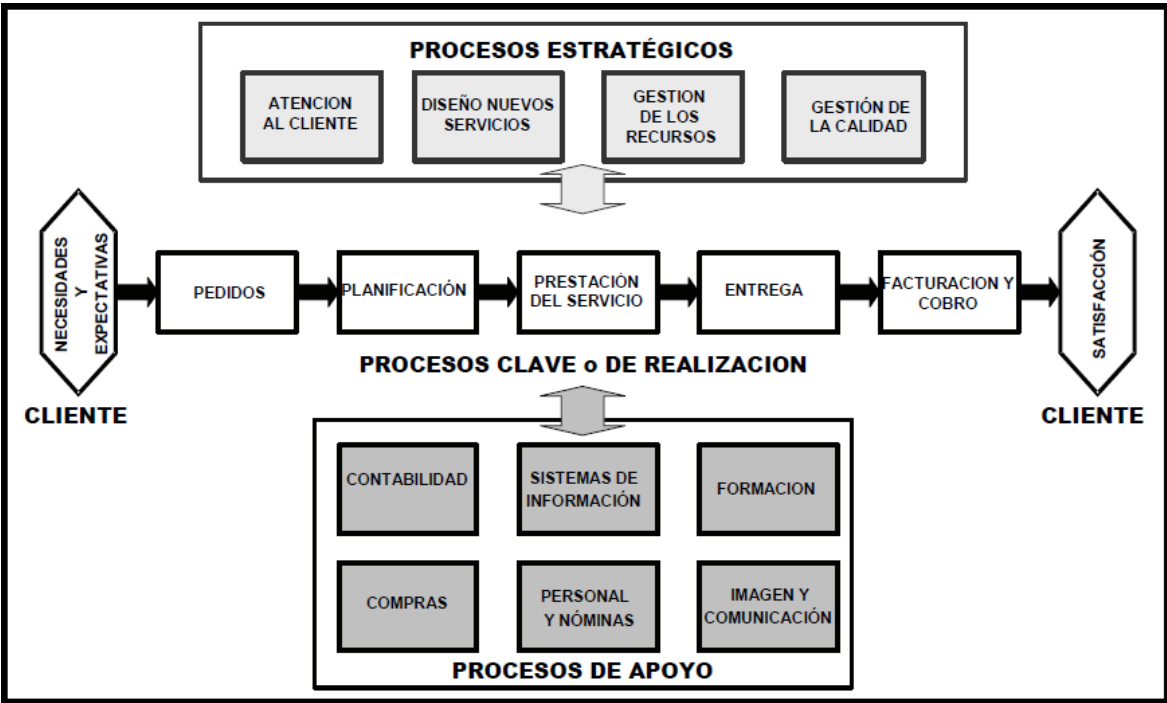 PROCESOS ESTRATÉGICOS
ATENCION
AL CLIENTE
DISEÑO NUEVOS
SERVICIOS
GESTION
DE LOS
RECURSOS
GESTIÓN DE
LA CALIDAD
NECESIDADES
Y
EXPECTATIVAS
CLIENTE
PEDIDOS
PLANIFICACIÓN
PRESTACIÓN
DEL SERVICIO
ENTREGA
FACTURACION Y
COBRO
SATISFACCIÓN
CLIENTE
PROCESOS CLAVE o DE REALIZACION
CONTABILIDAD
SISTEMAS DE
INFORMACIÓN
FORMACION
COMPRAS
PERSONAL
Y NÓMINAS
IMAGEN Y
COMUNICACIÓN
PROCESOS DE APOYO